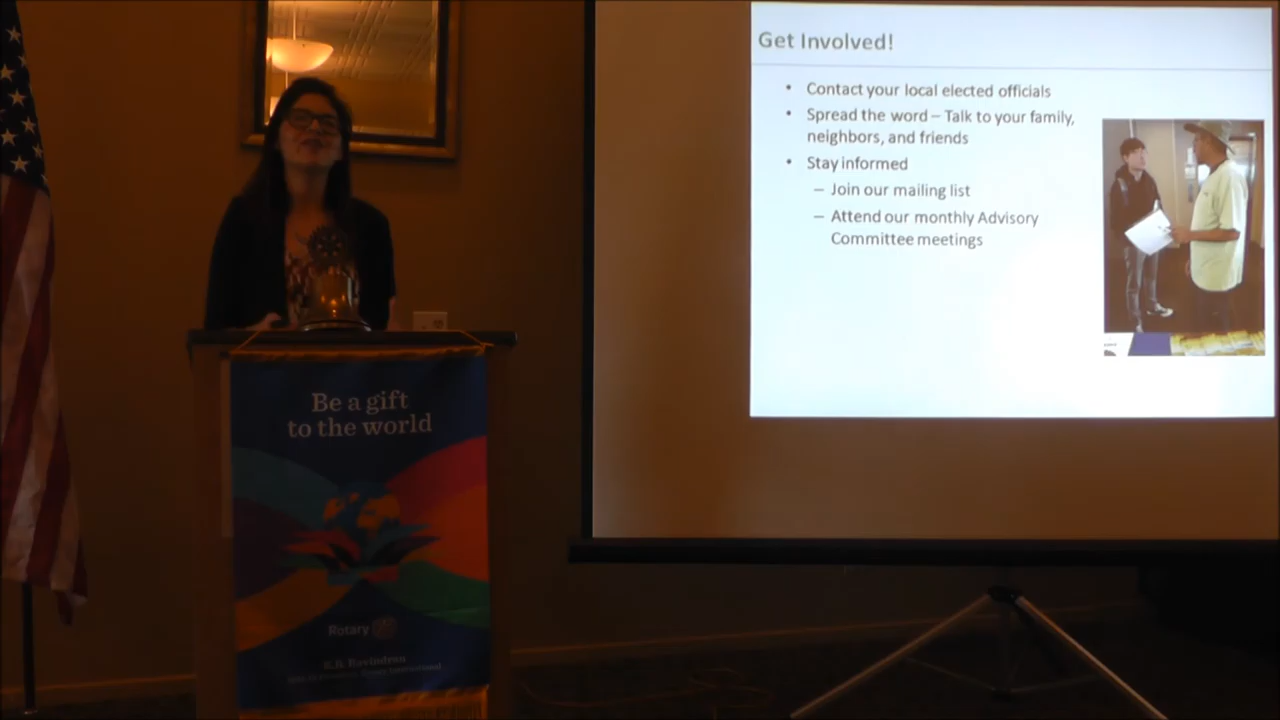 Get Involved!
• Contact your local elected officials
• Spread the word – Talk to your family,
neighbors, and friends
• Stay informed
– Join our mailing list
– Attend our monthly Advisory
Committee meetings
Be a gift
to the world
Rotary
K.R. Ravindran